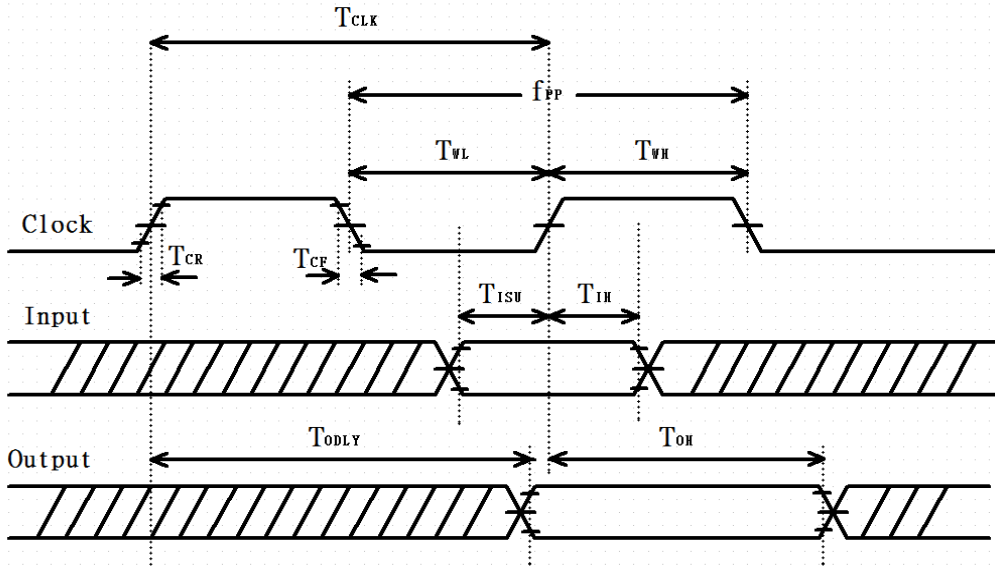 TCLK
fPP
TWL TWH
Clock
TCR TCF
TISU TIH
Input
TODLY TOH
Output